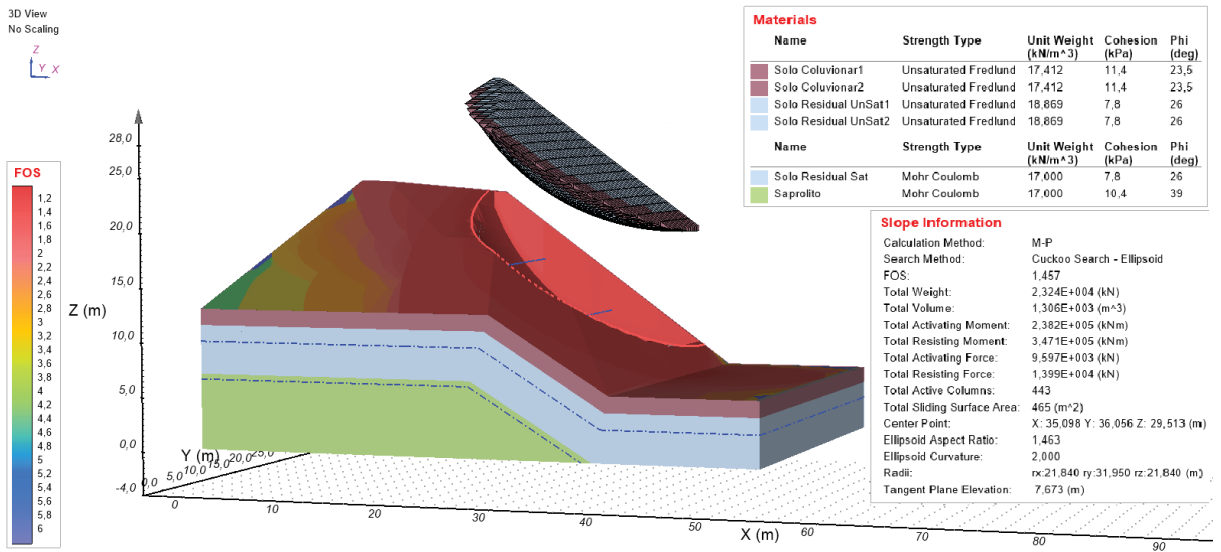 3D View
No Scaling
Z
Y X
FOS
1,2
1,4
1,6
1,8
2
2,2
2,4
2,6
2,8
3
3,2
3,4
3,6
3,8
4
4,2
4,4
4,6
4,8
5
5,2
5,4
5,6
5,8
6
28,0
25,0
20,0
15,0
10,0
5,0
0,0
-4,0
Z (m)
Y (m)
0,0 5,0 10,0 15,0 20,0 25,0
0 10 20 30 40 50 60 70 80 90
X (m)
Materials
Name Strength Type Unit Weight (kN/m^3) Cohesion (kPa) Phi (deg)
Solo Coluvionar1 Unsaturated Fredlund 17,412 11,4 23,5
Solo Coluvionar2 Unsaturated Fredlund 17,412 11,4 23,5
Solo Residual UnSat1 Unsaturated Fredlund 18,869 7,8 26
Solo Residual UnSat2 Unsaturated Fredlund 18,869 7,8 26
Name Strength Type Unit Weight (kN/m^3) Cohesion (kPa) Phi (deg)
Solo Residual Sat Mohr Coulomb 17,000 7,8 26
Saprolito Mohr Coulomb 17,000 10,4 39
Slope Information
Calculation Method: M-P
Search Method: Cuckoo Search - Ellipsoid
FOS: 1,457
Total Weight: 2,324E+004 (kN)
Total Volume: 1,306E+003 (m^3)
Total Activating Moment: 2,382E+005 (kNm)
Total Resisting Moment: 3,471E+005 (kNm)
Total Activating Force: 9,597E+003 (kN)
Total Resisting Force: 1,399E+004 (kN)
Total Active Columns: 443
Total Sliding Surface Area: 465 (m^2)
Center Point: X: 35,098 Y: 36,056 Z: 29,513 (m)
Ellipsoid Aspect Ratio: 1,463
Ellipsoid Curvature: 2,000
Radii: rx:21,840 ry:31,950 rz:21,840 (m)
Tangent Plane Elevation: 7,673 (m)